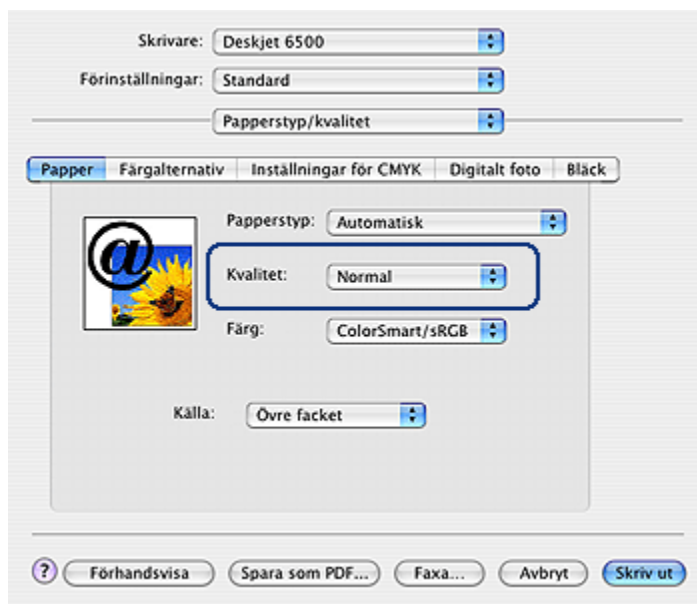 Skrivare: Deskjet 6500
Förinställningar: Standard
Papperstyp/kvalitet
Papper Färgalternativ Inställningar för CMYK Digitalt foto Bläck
Papperstyp: Automatisk
@
Kvalitet: Normal
Färg: ColorSmart/sRGB
Källa: Övre facket
? Förhandsvisa Spara som PDF... Faxa... Avbryt Skriv ut